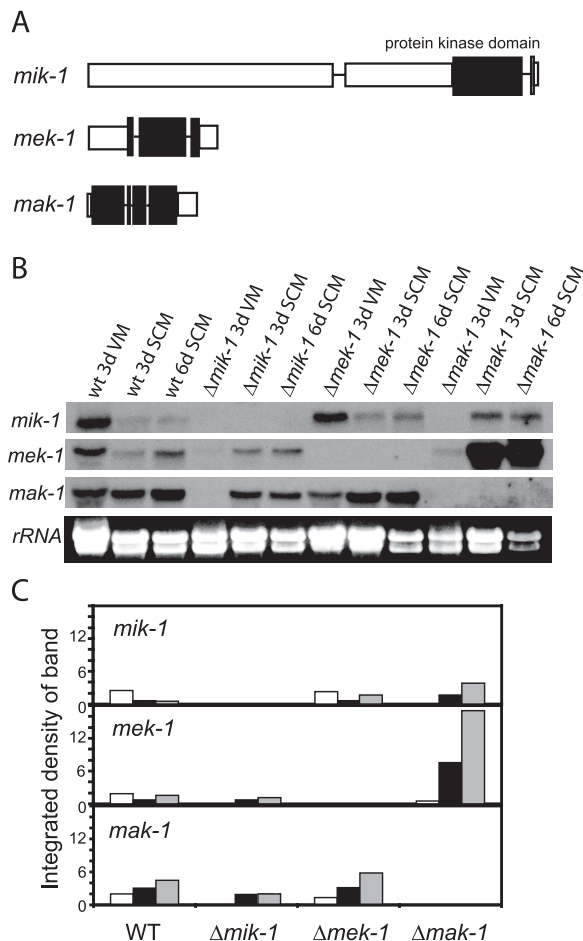 A
protein kinase domain
mik-1
mek-1
mak-1
B
wt 3d VM
wt 3d SCM
wt 6d SCM
Δmik-1 3d VM
Δmik-1 3d SCM
Δmik-1 6d SCM
Δmek-1 3d VM
Δmek-1 3d SCM
Δmek-1 6d SCM
Δmak-1 3d VM
Δmak-1 3d SCM
Δmak-1 6d SCM
mik-1
mek-1
mak-1
rRNA
C
Integrated density of band
mik-1
12
6
0
mek-1
12
6
0
mak-1
12
6
0
WT Δmik-1 Δmek-1 Δmak-1